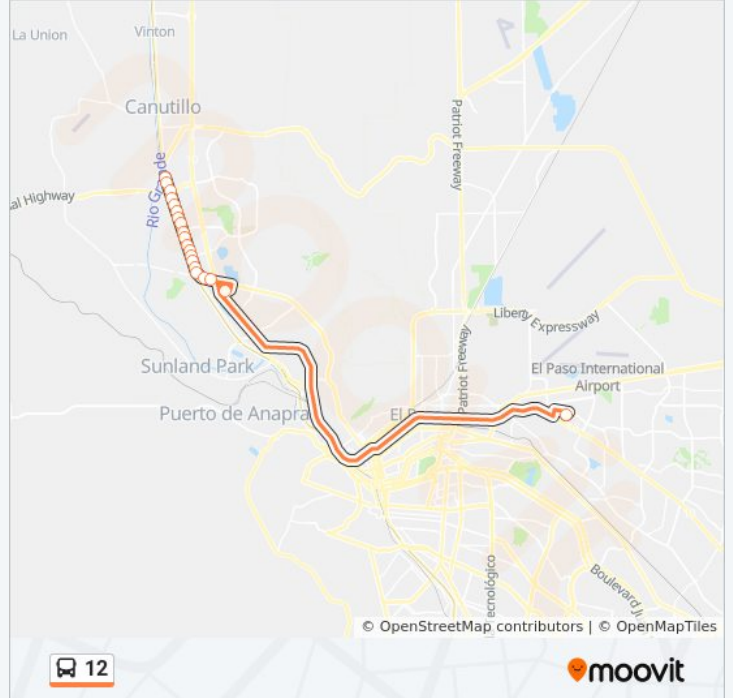 La Union
Vinton
Canutillo
Patriot Freeway
Rio Grande
al Highway
Liberty Expressway
Patriot Freeway
El Paso International
Airport
Sunland Park
Puerto de Anapra
El P
Tecnológico
Boulevard Ju
© OpenStreetMap contributors | © OpenMapTiles
12
moovit